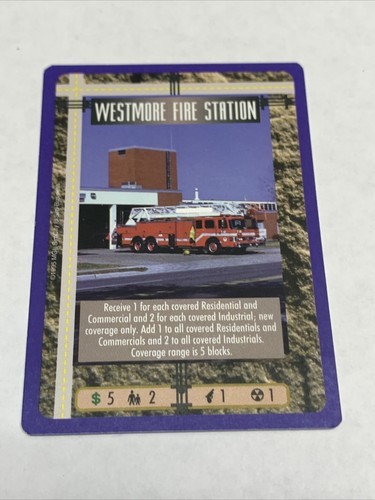 WESTMORE FIRE STATION
Receive 1 for each covered Residential and
Commercial and 2 for each covered Industrial; new
coverage only. Add 1 to all covered Residentials and
Commercials and 2 to all covered Industrials.
Coverage range is 5 blocks.
$ 5 2 1 1
©1995